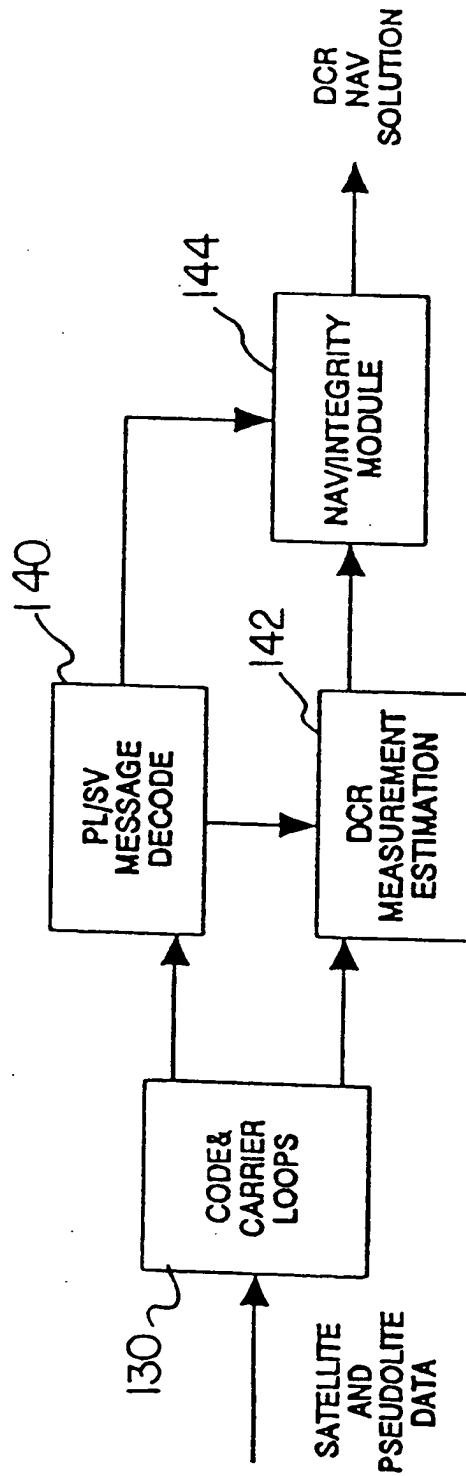 SATELLITE
AND
PSEUDOLITE
DATA
130
CODE&
CARRIER
LOOPS
140
PL/SV
MESSAGE
DECODE
142
DCR
MEASUREMENT
ESTIMATION
144
NAV/INTEGRITY
MODULE
DCR
NAV
SOLUTION